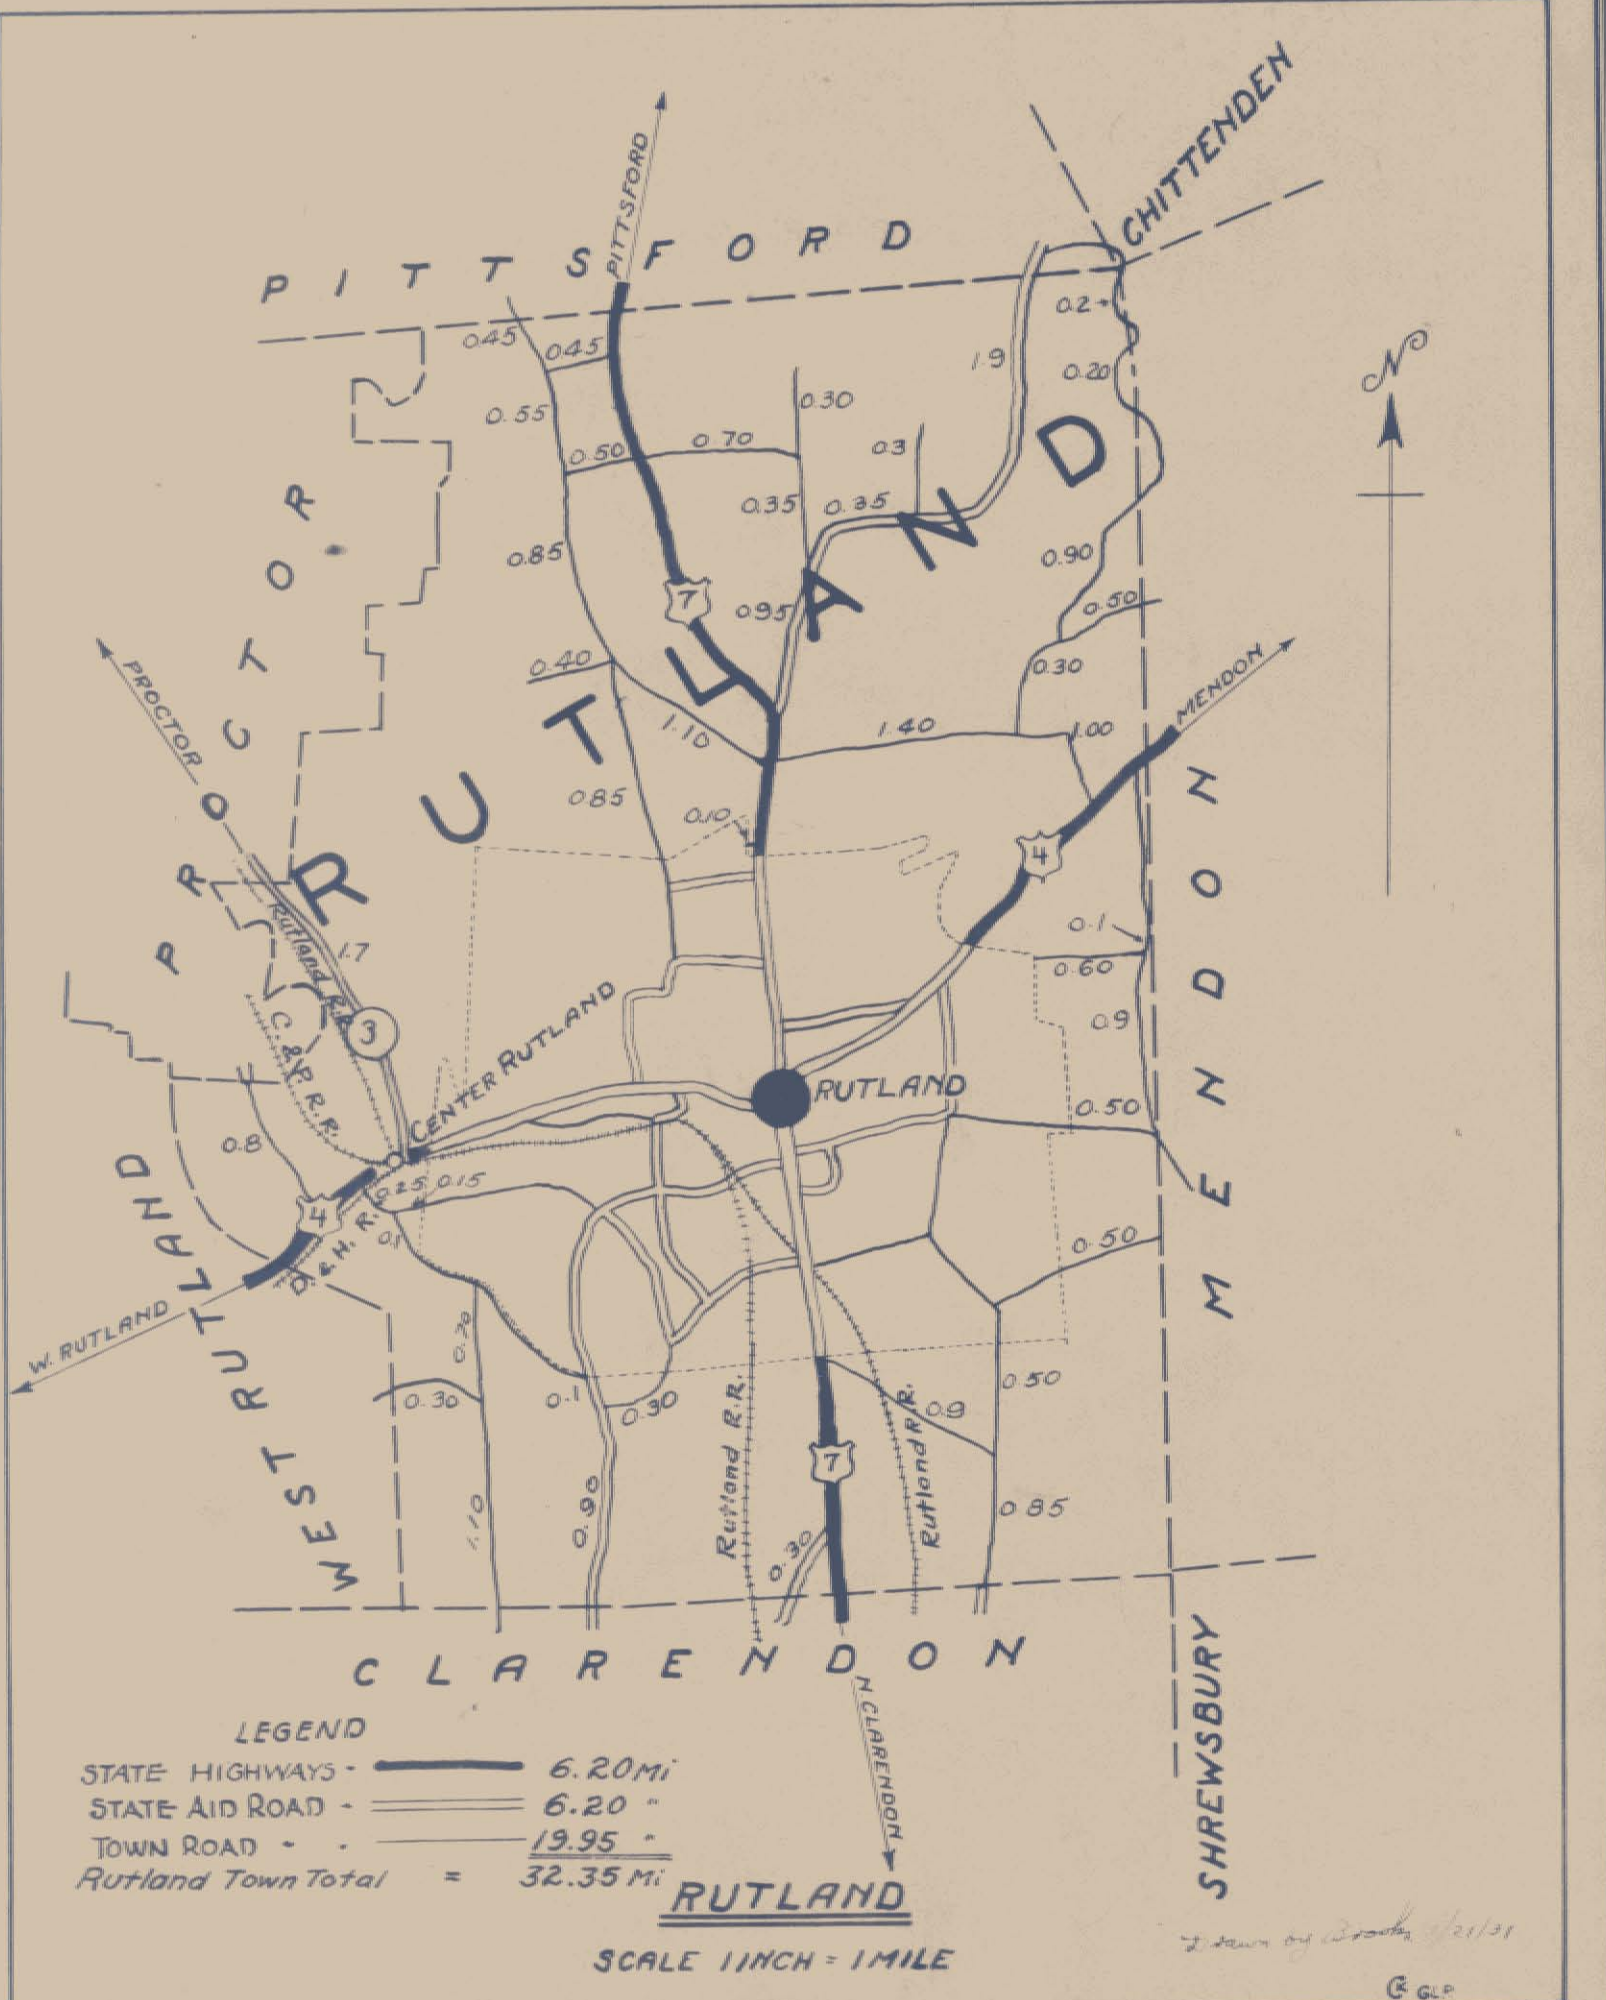 CHITTENDEN
PITTSFORD
PITTSFORD
0.2
0.45
0.45
1.9
0.20
N
0.55
0.30
0.50
0.70
0.3
0.35
0.35
0.85
0.90
7
0.95
0.50
RUTLAND
0.40
0.30
MENDON
PROCTOR
PROCTOR
1.10
1.40
1.00
0.85
0.10
4
MENDON
0.1
0.60
1.7
Rutland R.R.
3
C. & P. R.R.
0.9
CENTER RUTLAND
RUTLAND
0.50
0.8
0.25
0.15
4
0.1
D. & H. R.
0.50
W. RUTLAND
WEST RUTLAND
0.30
0.1
0.30
0.50
0.9
Rutland R.R.
Rutland R.R.
7
1.10
0.90
0.30
0.85
CLARENDON
N. CLARENDON
SHREWSBURY
LEGEND
STATE HIGHWAYS - 6.20 Mi
STATE AID ROAD - 6.20 "
TOWN ROAD - - 19.95 "
Rutland Town Total = 32.35 Mi
RUTLAND
SCALE 1 INCH = 1 MILE
Drawn by
GLP